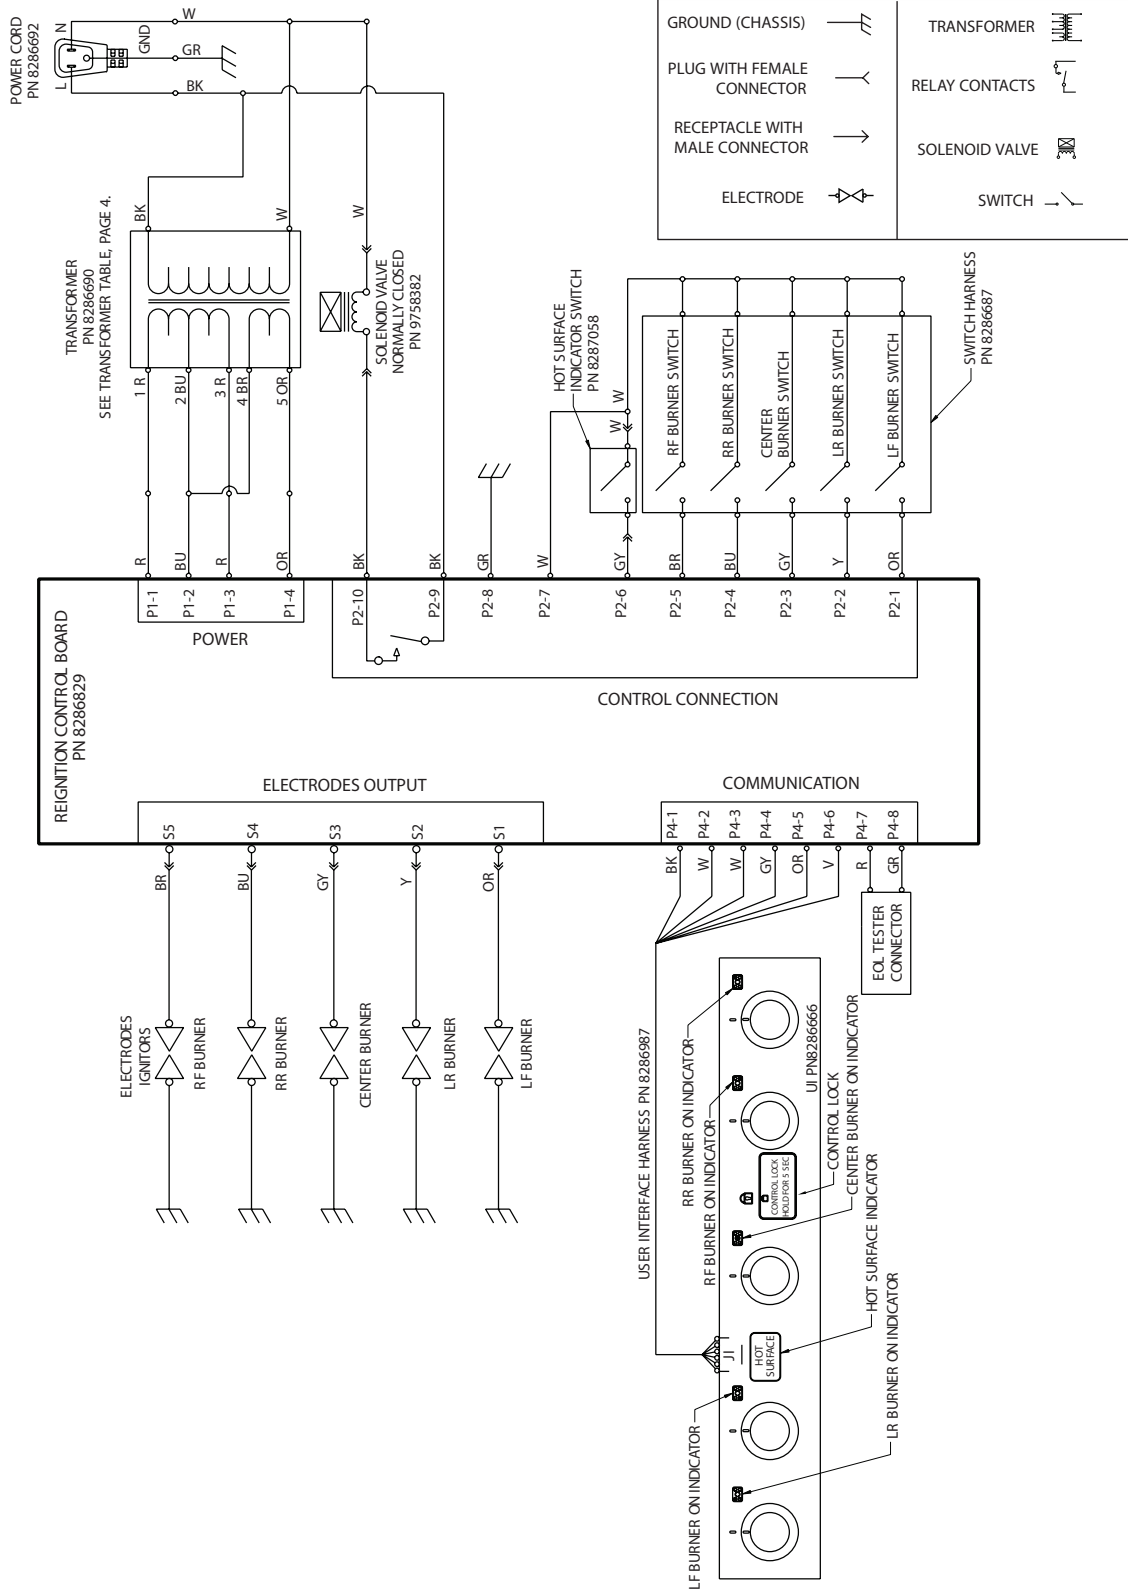 POWER CORD
PN 8286692
N
L
GND
W
GR
BK
GROUND (CHASSIS)
PLUG WITH FEMALE
CONNECTOR
RECEPTACLE WITH
MALE CONNECTOR
ELECTRODE
TRANSFORMER
RELAY CONTACTS
SOLENOID VALVE
SWITCH
TRANSFORMER
PN 8286690
SEE TRANSFORMER TABLE, PAGE 4.
BK
W
W
1 R
2 BU
3 R
4 BR
5 OR
SOLENOID VALVE
NORMALLY CLOSED
PN 9758382
HOT SURFACE
INDICATOR SWITCH
PN 8287058
W
W
RF BURNER SWITCH
RR BURNER SWITCH
CENTER
BURNER SWITCH
LR BURNER SWITCH
LF BURNER SWITCH
SWITCH HARNESS
PN 8286687
R
BU
R
OR
BK
BK
GR
W
GY
BR
BU
GY
Y
OR
REIGNITION CONTROL BOARD
PN 8286829
P1-1
P1-2
P1-3
P1-4
POWER
P2-10
P2-9
P2-8
P2-7
P2-6
P2-5
P2-4
P2-3
P2-2
P2-1
CONTROL CONNECTION
ELECTRODES OUTPUT
S5
S4
S3
S2
S1
COMMUNICATION
P4-1
P4-2
P4-3
P4-4
P4-5
P4-6
P4-7
P4-8
BR
BU
GY
Y
OR
BK
W
W
GY
OR
V
R
GR
EOL TESTER
CONNECTOR
ELECTRODES
IGNITORS
RF BURNER
RR BURNER
CENTER BURNER
LR BURNER
LF BURNER
USER INTERFACE HARNESS PN 8286987
RR BURNER ON INDICATOR
RF BURNER ON INDICATOR
UI PN8286666
CONTROL LOCK
HOLD FOR 5 SEC
CONTROL LOCK
CENTER BURNER ON INDICATOR
HOT SURFACE INDICATOR
J1
HOT
SURFACE
LF BURNER ON INDICATOR
LR BURNER ON INDICATOR